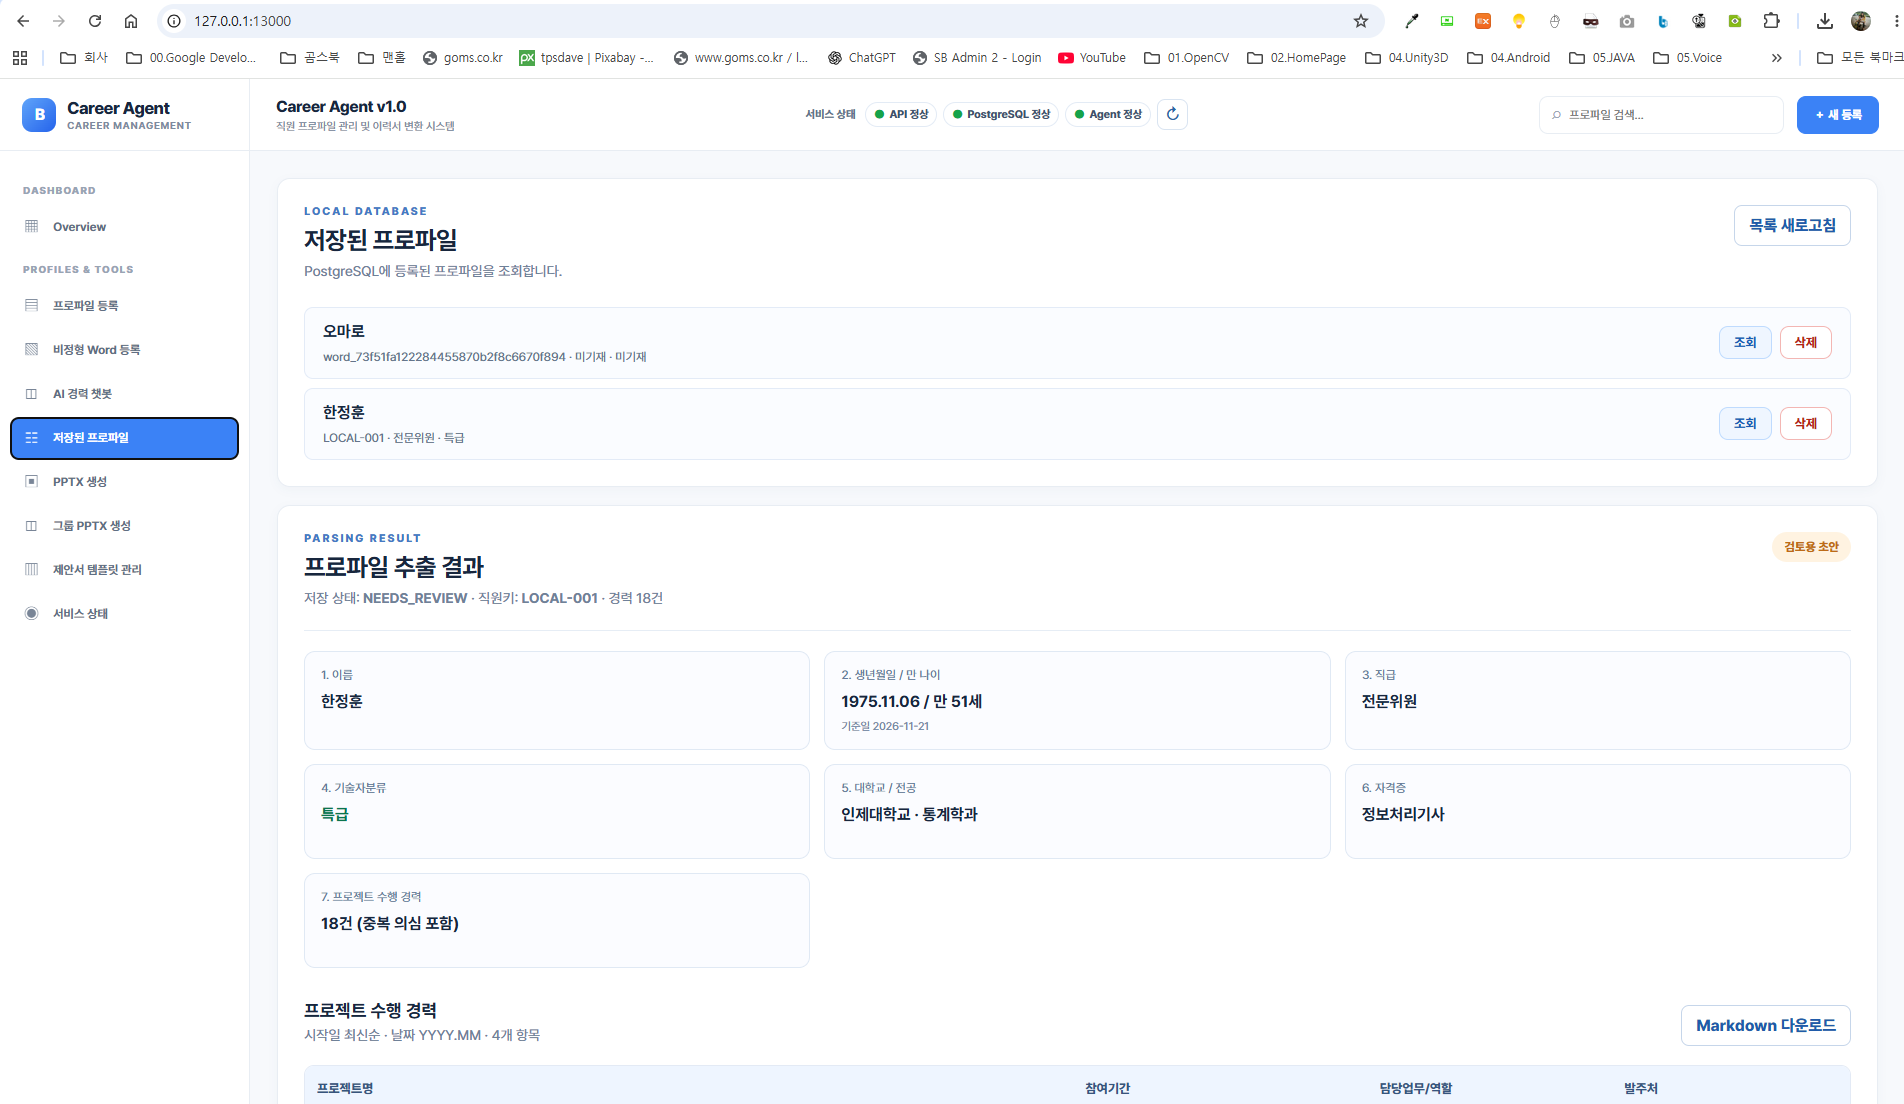 127.0.0.1:13000
회사
00.Google Develo...
곰스북
맨홀
goms.co.kr
tpsdave | Pixabay -...
www.goms.co.kr / l...
ChatGPT
SB Admin 2 - Login
YouTube
01.OpenCV
02.HomePage
04.Unity3D
04.Android
05.JAVA
05.Voice
»
모든 북마크
B
Career Agent
CAREER MANAGEMENT
Career Agent v1.0
직원 프로파일 관리 및 이력서 변환 시스템
서비스 상태
API 정상
PostgreSQL 정상
Agent 정상
프로파일 검색...
+ 새 등록
DASHBOARD
Overview
PROFILES & TOOLS
프로파일 등록
비정형 Word 등록
AI 경력 챗봇
저장된 프로파일
PPTX 생성
그룹 PPTX 생성
제안서 템플릿 관리
서비스 상태
LOCAL DATABASE
저장된 프로파일
PostgreSQL에 등록된 프로파일을 조회합니다.
목록 새로고침
오마로
word_73f51fa122284455870b2f8c6670f894 · 미기재 · 미기재
조회
삭제
한정훈
LOCAL-001 · 전문위원 · 특급
조회
삭제
PARSING RESULT
프로파일 추출 결과
저장 상태: NEEDS_REVIEW · 직원키: LOCAL-001 · 경력 18건
검토용 초안
1. 이름
한정훈
2. 생년월일 / 만 나이
1975.11.06 / 만 51세
기준일 2026-11-21
3. 직급
전문위원
4. 기술자분류
특급
5. 대학교 / 전공
인제대학교 · 통계학과
6. 자격증
정보처리기사
7. 프로젝트 수행 경력
18건 (중복 의심 포함)
프로젝트 수행 경력
시작일 최신순 · 날짜 YYYY.MM · 4개 항목
Markdown 다운로드
프로젝트명
참여기간
담당업무/역할
발주처